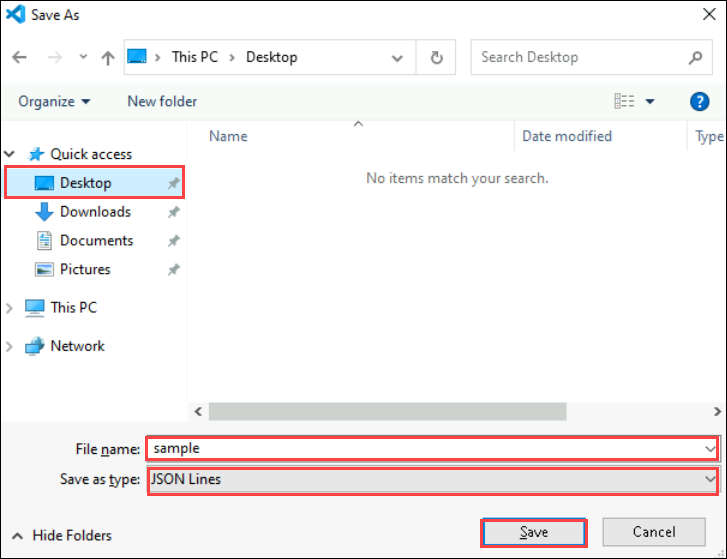 Save As
This PC > Desktop
Search Desktop
Organize
New folder
Name
Date modified
Type
No items match your search.
Quick access
Desktop
Downloads
Documents
Pictures
This PC
Network
File name:
sample
Save as type:
JSON Lines
Hide Folders
Save
Cancel